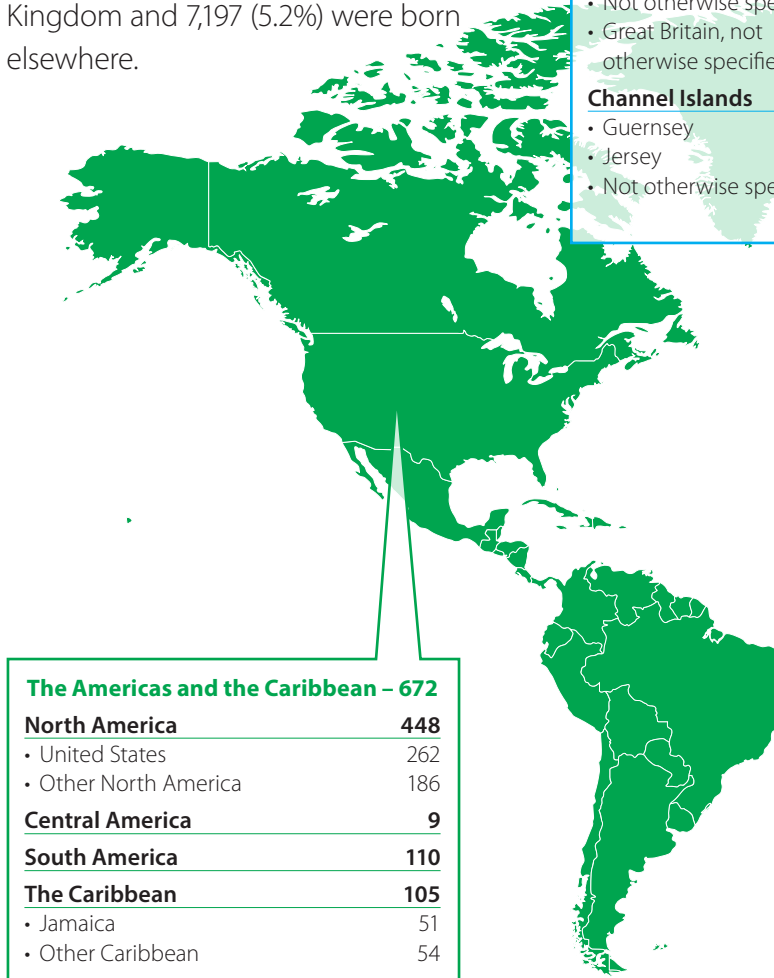 Kingdom and 7,197 (5.2%) were born
elsewhere.
• Not otherwise
• Great Britain, not
otherwise
Channel Islands
• Guernsey
• Jersey
• Not otherwise
The Americas and the Caribbean – 672
North America 448
• United States 262
• Other North America 186
Central America 9
South America 110
The Caribbean 105
• Jamaica 51
• Other Caribbean 54